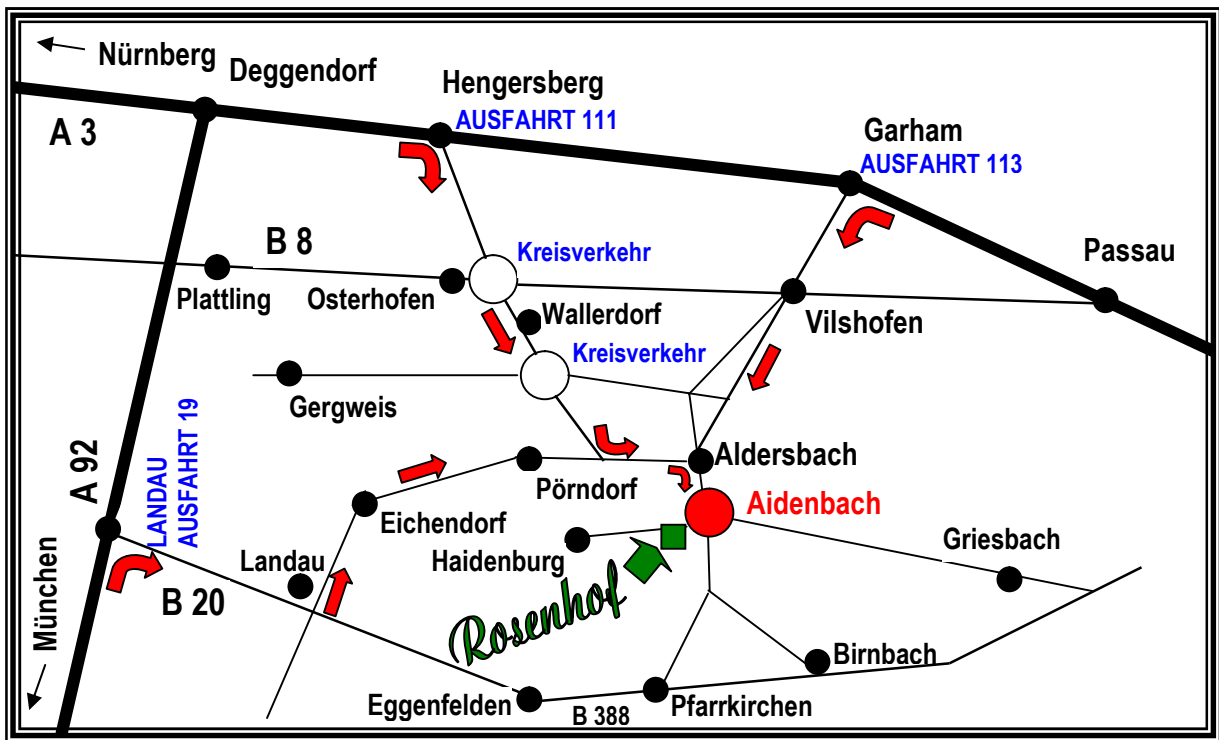 Nürnberg
Deggendorf
Hengersberg
AUSFAHRT 111
Garham
AUSFAHRT 113
A 3
B 8
Kreisverkehr
Passau
Plattling
Osterhofen
Wallerdorf
Vilshofen
Kreisverkehr
Gergweis
A 92
LANDAU
AUSFAHRT 19
Aldersbach
Pörndorf
Eichendorf
Aidenbach
Haidenburg
Griesbach
Landau
B 20
Rosenhof
München
Birnbach
Eggenfelden
B 388
Pfarrkirchen